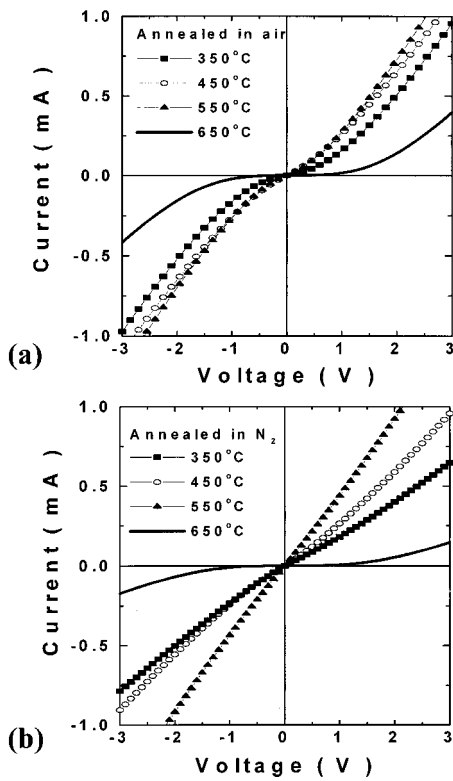 1.0
Annealed in air
350°C
450°C
550°C
650°C
0.5
0.0
-0.5
-1.0
Current (mA)
-3 -2 -1 0 1 2 3
Voltage (V)
(a)
1.0
Annealed in N₂
350°C
450°C
550°C
650°C
0.5
0.0
-0.5
-1.0
Current (mA)
-3 -2 -1 0 1 2 3
Voltage (V)
(b)